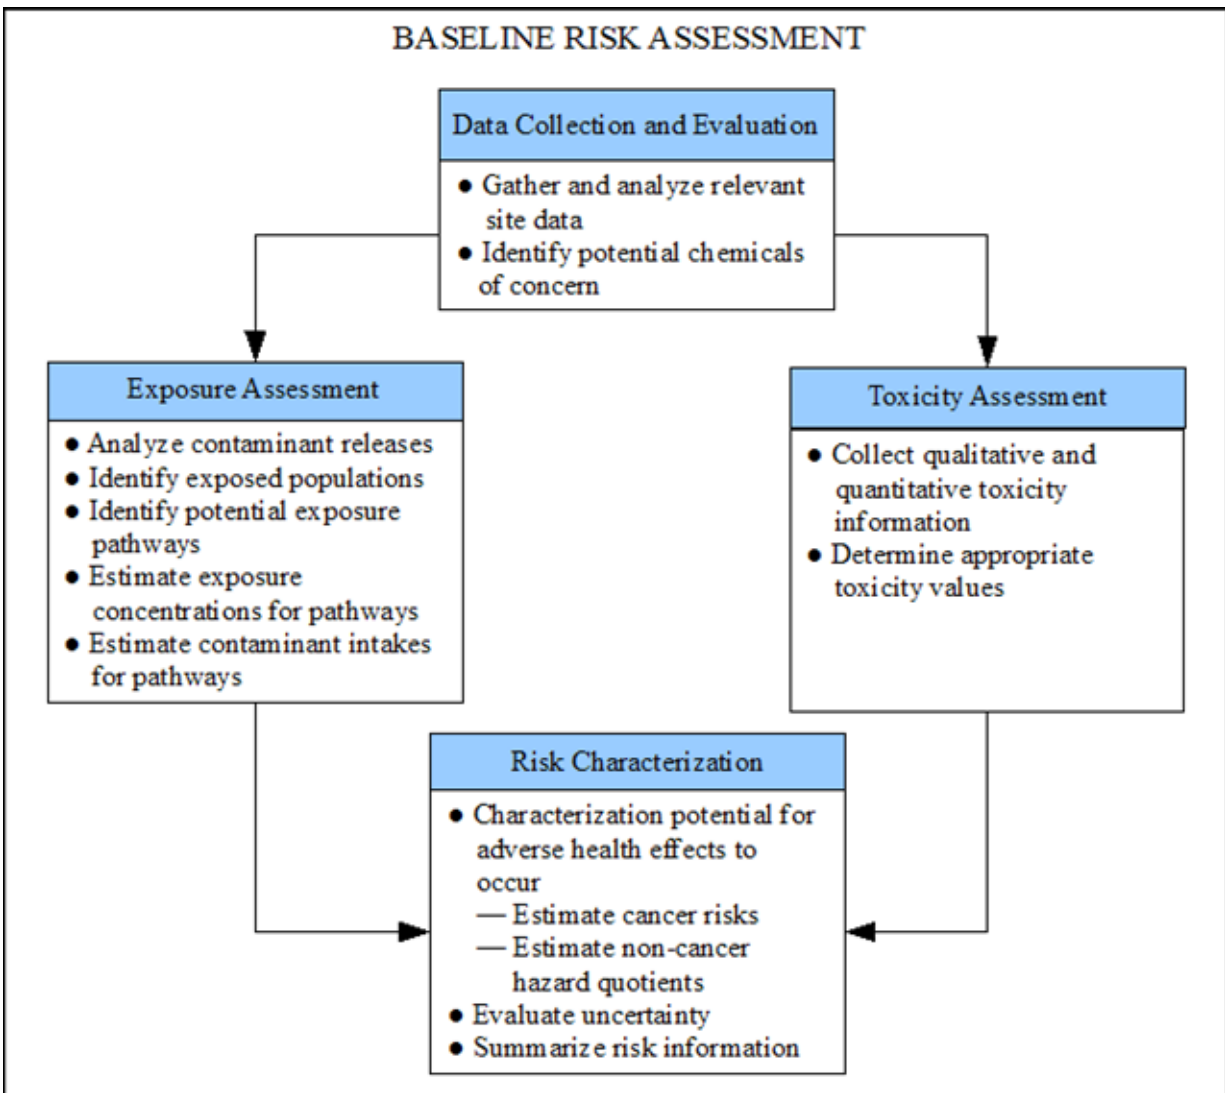 BASELINE RISK ASSESSMENT
Data Collection and Evaluation
● Gather and analyze relevant
site data
● Identify potential chemicals
of concern
Exposure Assessment
● Analyze contaminant releases
● Identify exposed populations
● Identify potential exposure
pathways
● Estimate exposure
concentrations for pathways
● Estimate contaminant intakes
for pathways
Toxicity Assessment
● Collect qualitative and
quantitative toxicity
information
● Determine appropriate
toxicity values
Risk Characterization
● Characterization potential for
adverse health effects to
occur
— Estimate cancer risks
— Estimate non-cancer
hazard quotients
● Evaluate uncertainty
● Summarize risk information